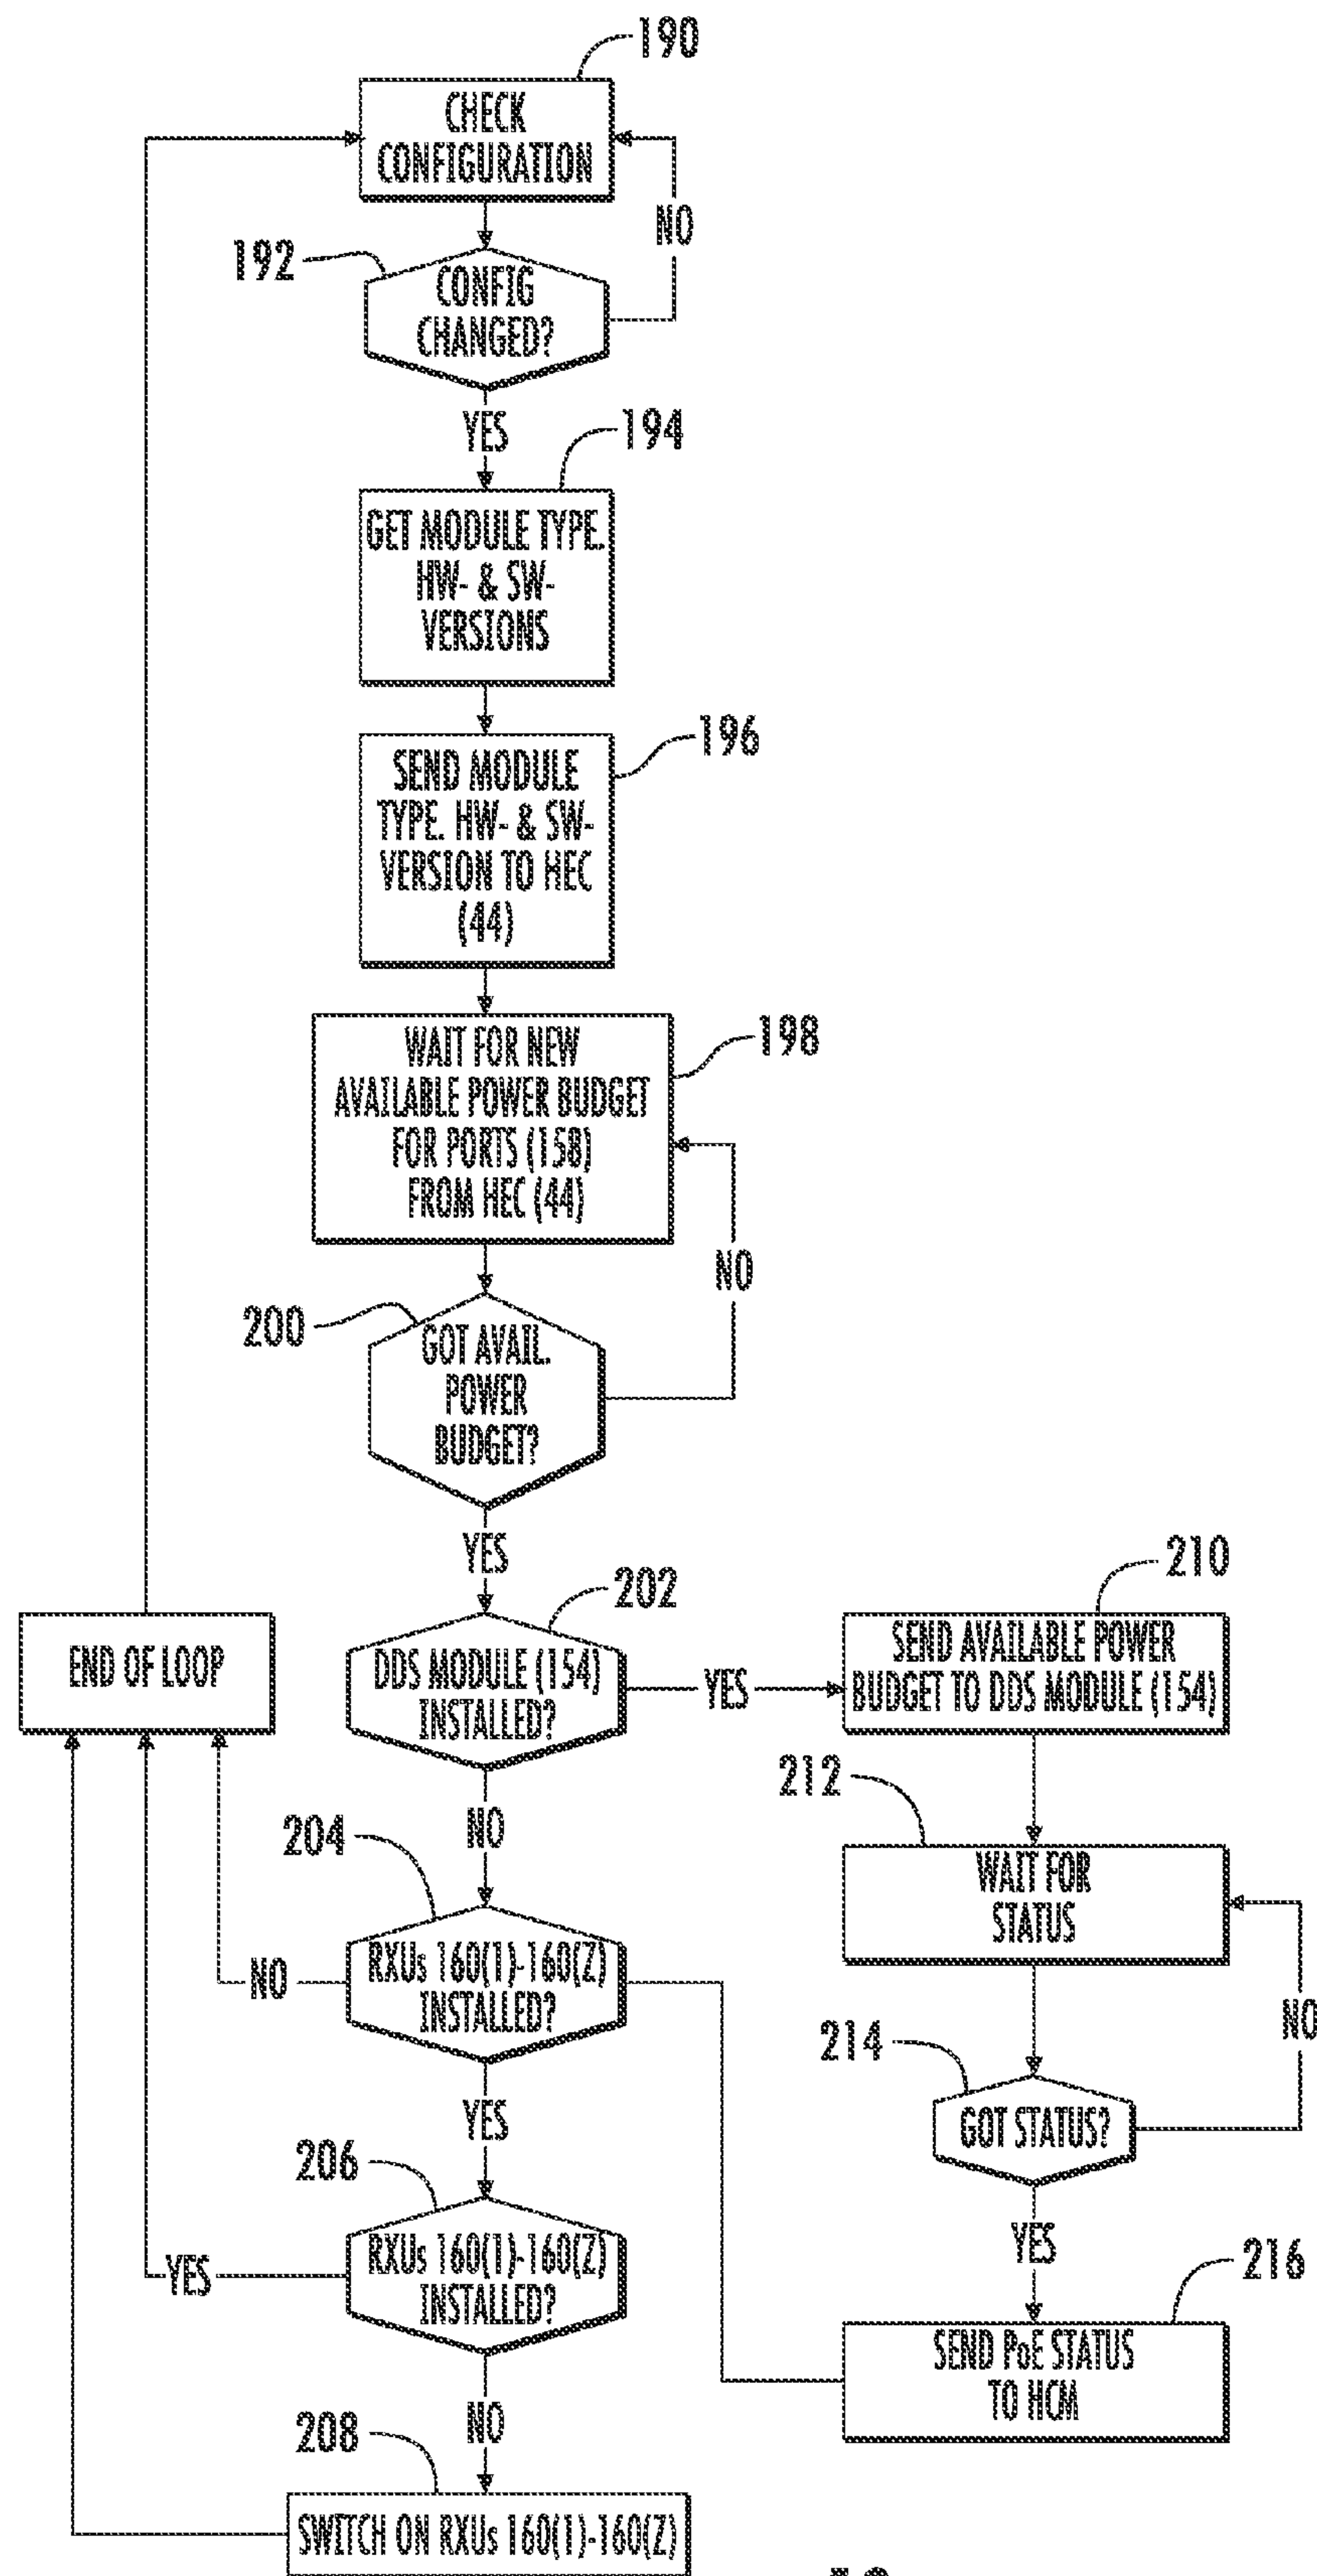 190
CHECK
CONFIGURATION
NO
192
CONFIG
CHANGED?
YES
194
GET MODULE TYPE.
HW- & SW-
VERSIONS
196
SEND MODULE
TYPE. HW- & SW-
VERSION TO HEC
(44)
198
WAIT FOR NEW
AVAILABLE POWER BUDGET
FOR PORTS (158)
FROM HEC (44)
NO
200
GOT AVAIL.
POWER
BUDGET?
YES
202
DDS MODULE (154)
INSTALLED?
YES
210
SEND AVAILABLE POWER
BUDGET TO DDS MODULE (154)
END OF LOOP
212
WAIT FOR
STATUS
NO
204
RXUs 160(1)-160(Z)
INSTALLED?
NO
NO
214
GOT STATUS?
YES
206
RXUs 160(1)-160(Z)
INSTALLED?
YES
YES
216
SEND PoE STATUS
TO HCM
NO
208
SWITCH ON RXUs 160(1)-160(Z)